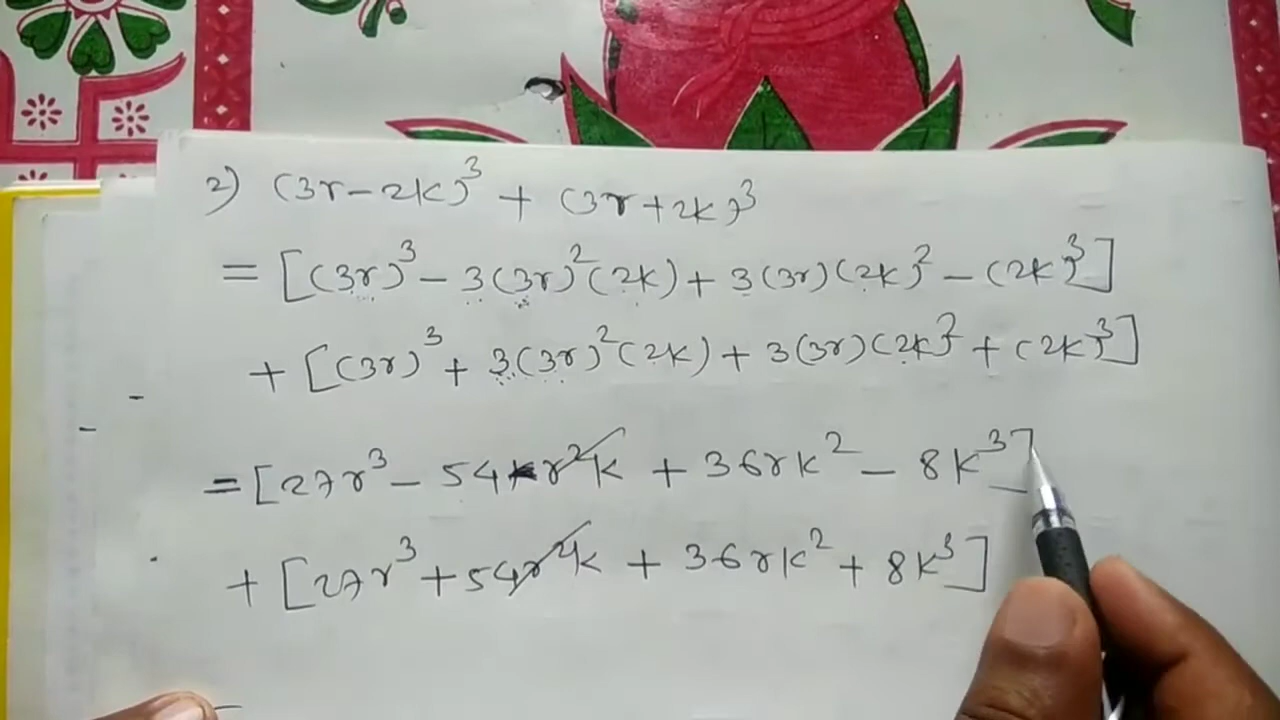 2) (3r-2k)³ + (3r+2k)³
= [(3r)³ - 3(3r)²(2k) + 3(3r)(2k)² - (2k)³]
+ [(3r)³ + 3(3r)²(2k) + 3(3r)(2k)² + (2k)³]
= [27r³ - 54r²k + 36rk² - 8k³]
+ [27r³ + 54r²k + 36rk² + 8k³]